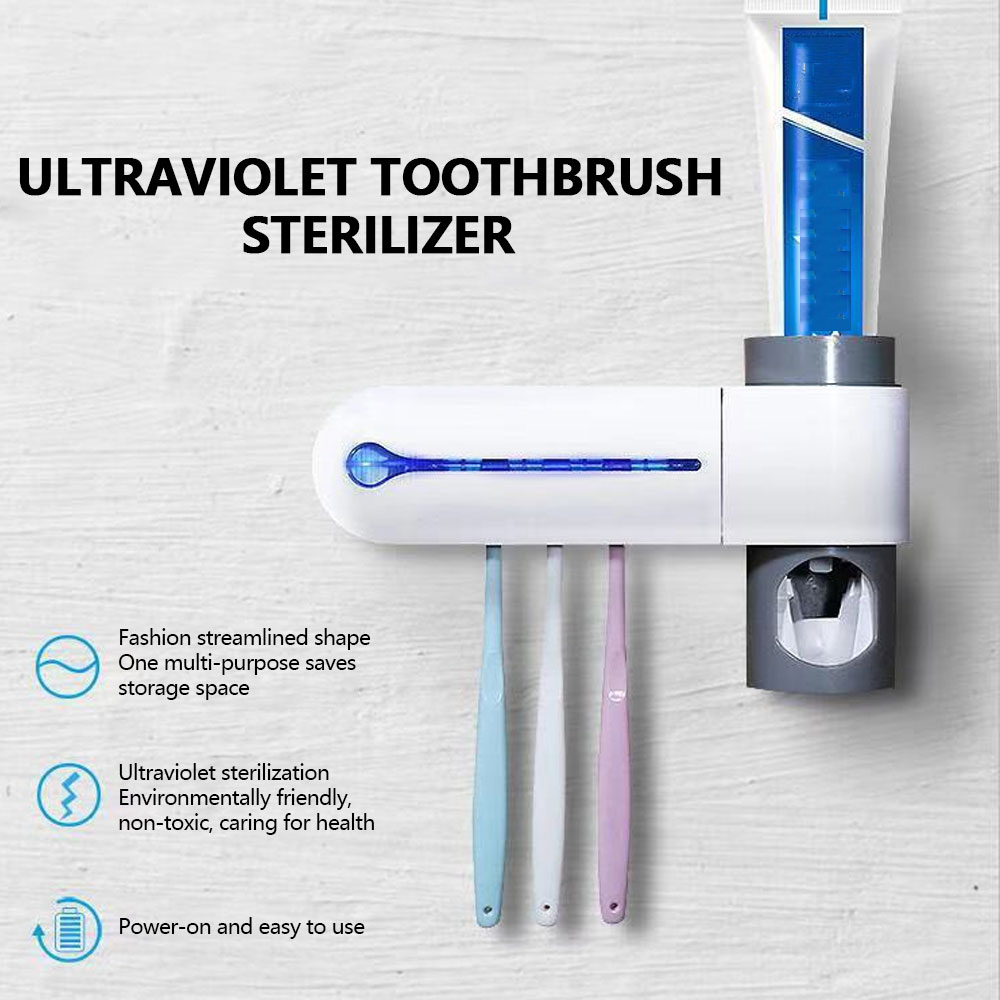 ULTRAVIOLET TOOTHBRUSH
STERILIZER
Fashion streamlined shape
One multi-purpose saves
storage space
Ultraviolet sterilization
Environmentally friendly,
non-toxic, caring for health
Power-on and easy to use